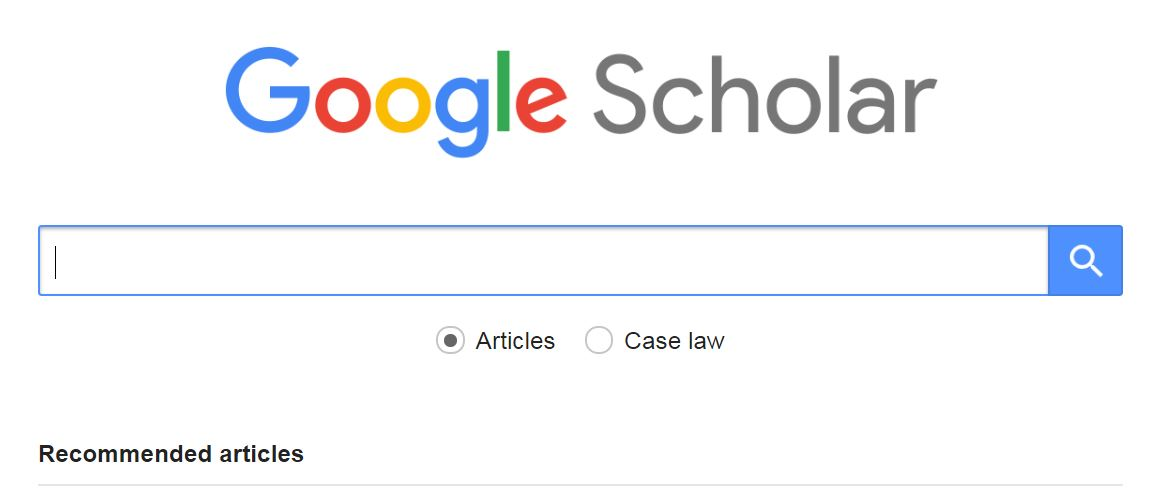 Google Scholar
Articles Case law
Recommended articles